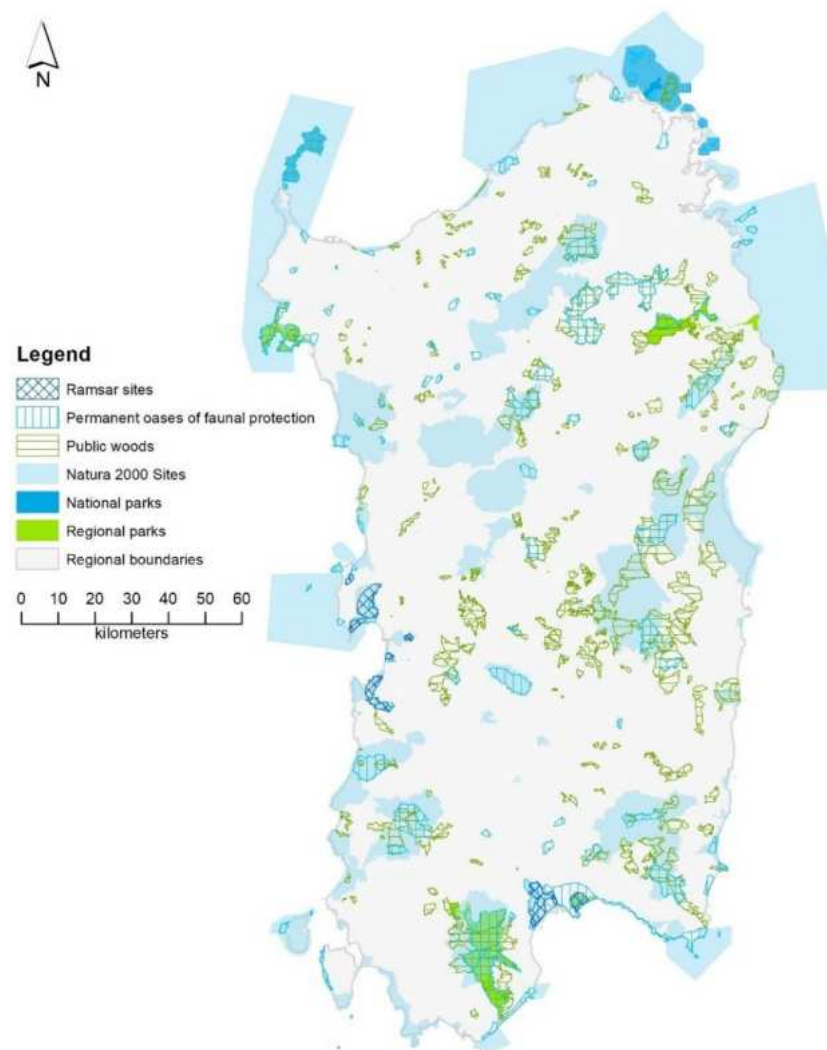 N
Legend
Ramsar sites
Permanent oases of faunal protection
Public woods
Natura 2000 Sites
National parks
Regional parks
Regional boundaries
0 10 20 30 40 50 60
kilometers